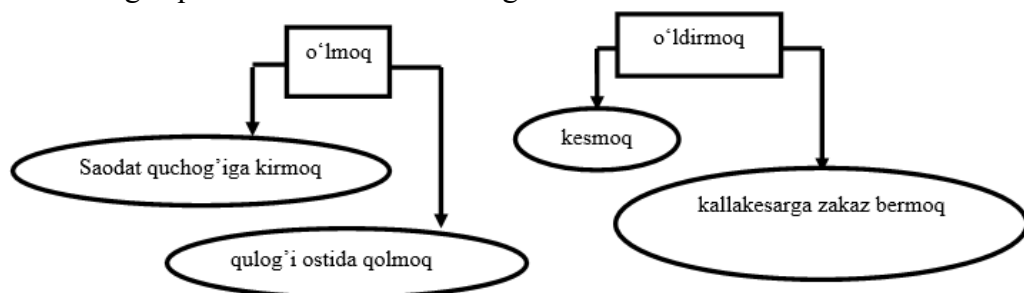 o‘lmoq
o‘ldirmoq
Saodat quchog’iga kirmoq
kesmoq
qulog’i ostida qolmoq
kallakesarga zakaz bermoq